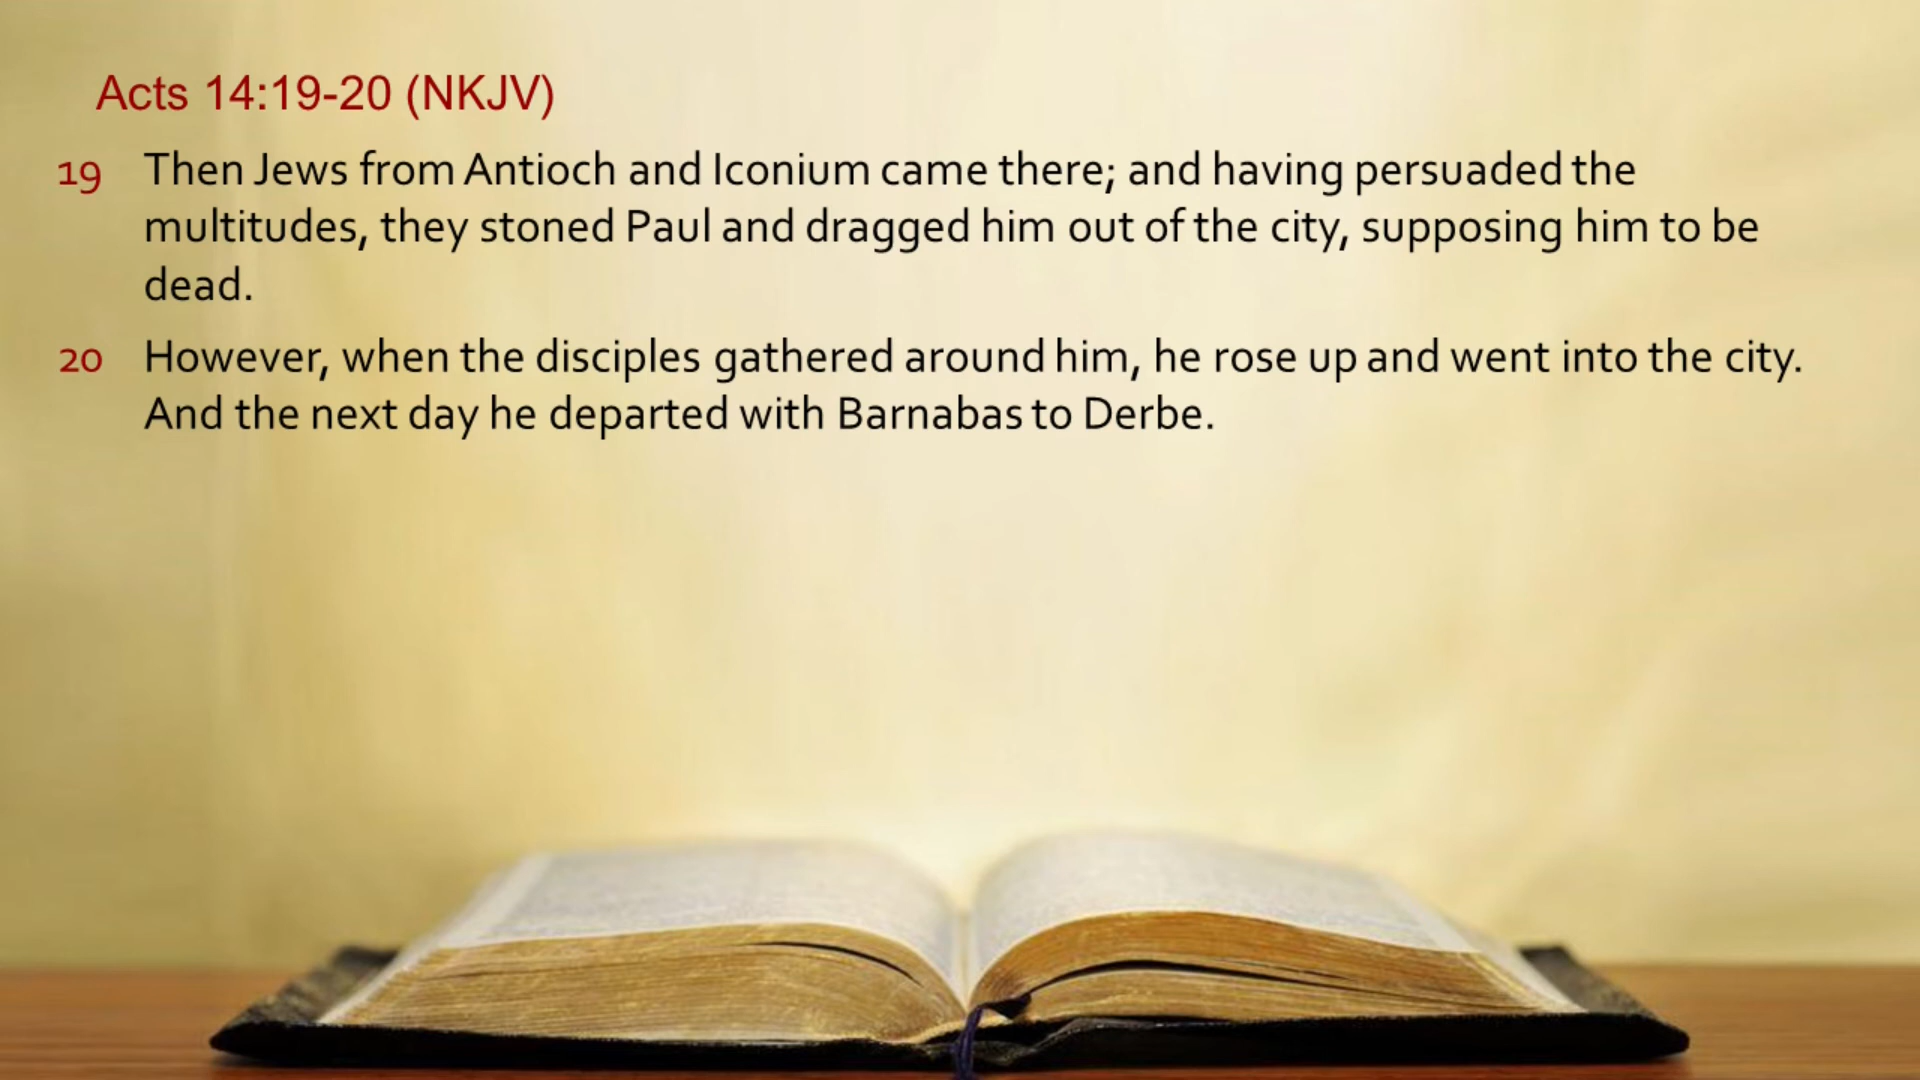 Acts 14:19-20 (NKJV)
19 Then Jews from Antioch and Iconium came there; and having persuaded the
multitudes, they stoned Paul and dragged him out of the city, supposing him to be
dead.
20 However, when the disciples gathered around him, he rose up and went into the city.
And the next day he departed with Barnabas to Derbe.